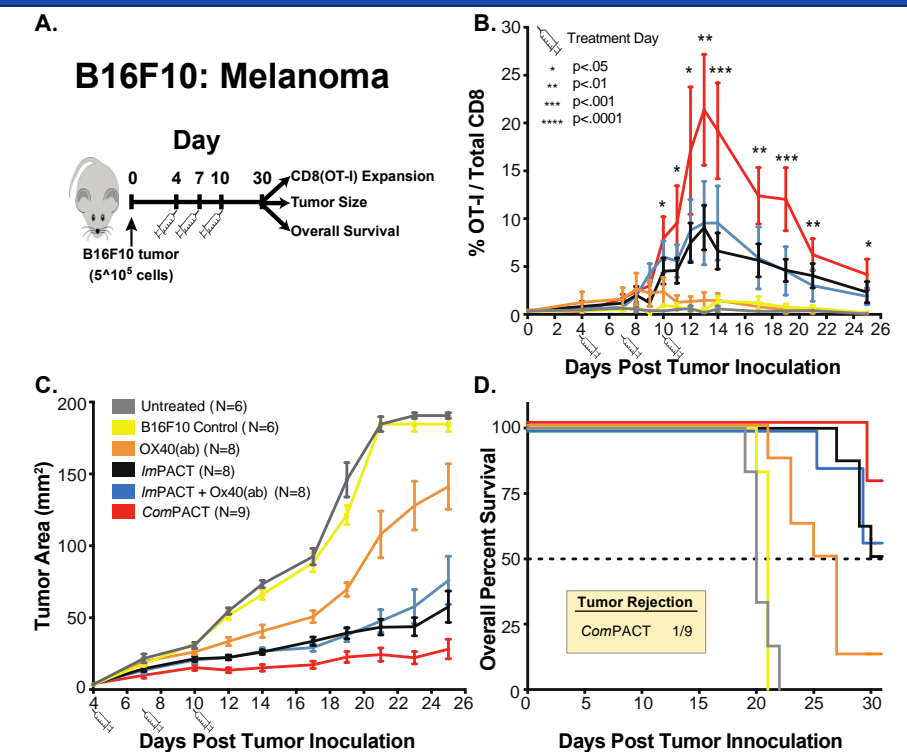 A.
B16F10: Melanoma
Day
0 4 7 10 30
CD8(OT-I) Expansion
Tumor Size
Overall Survival
B16F10 tumor
(5^10⁵ cells)
B.
Treatment Day
* p<.05
** p<.01
*** p<.001
**** p<.0001
% OT-I / Total CD8
30
25
20
15
10
5
0
* * * ** *** ** *** ** *
0 2 4 6 8 10 12 14 16 18 20 22 24 26
Days Post Tumor Inoculation
C.
Untreated (N=6)
B16F10 Control (N=6)
OX40(ab) (N=8)
ImPACT (N=8)
ImPACT + Ox40(ab) (N=8)
ComPACT (N=9)
Tumor Area (mm²)
200
150
100
50
0
4 6 8 10 12 14 16 18 20 22 24 26
Days Post Tumor Innoculation
D.
Overall Percent Survival
100
75
50
25
0
Tumor Rejection
ComPACT 1/9
0 5 10 15 20 25 30
Days Post Tumor Innoculation